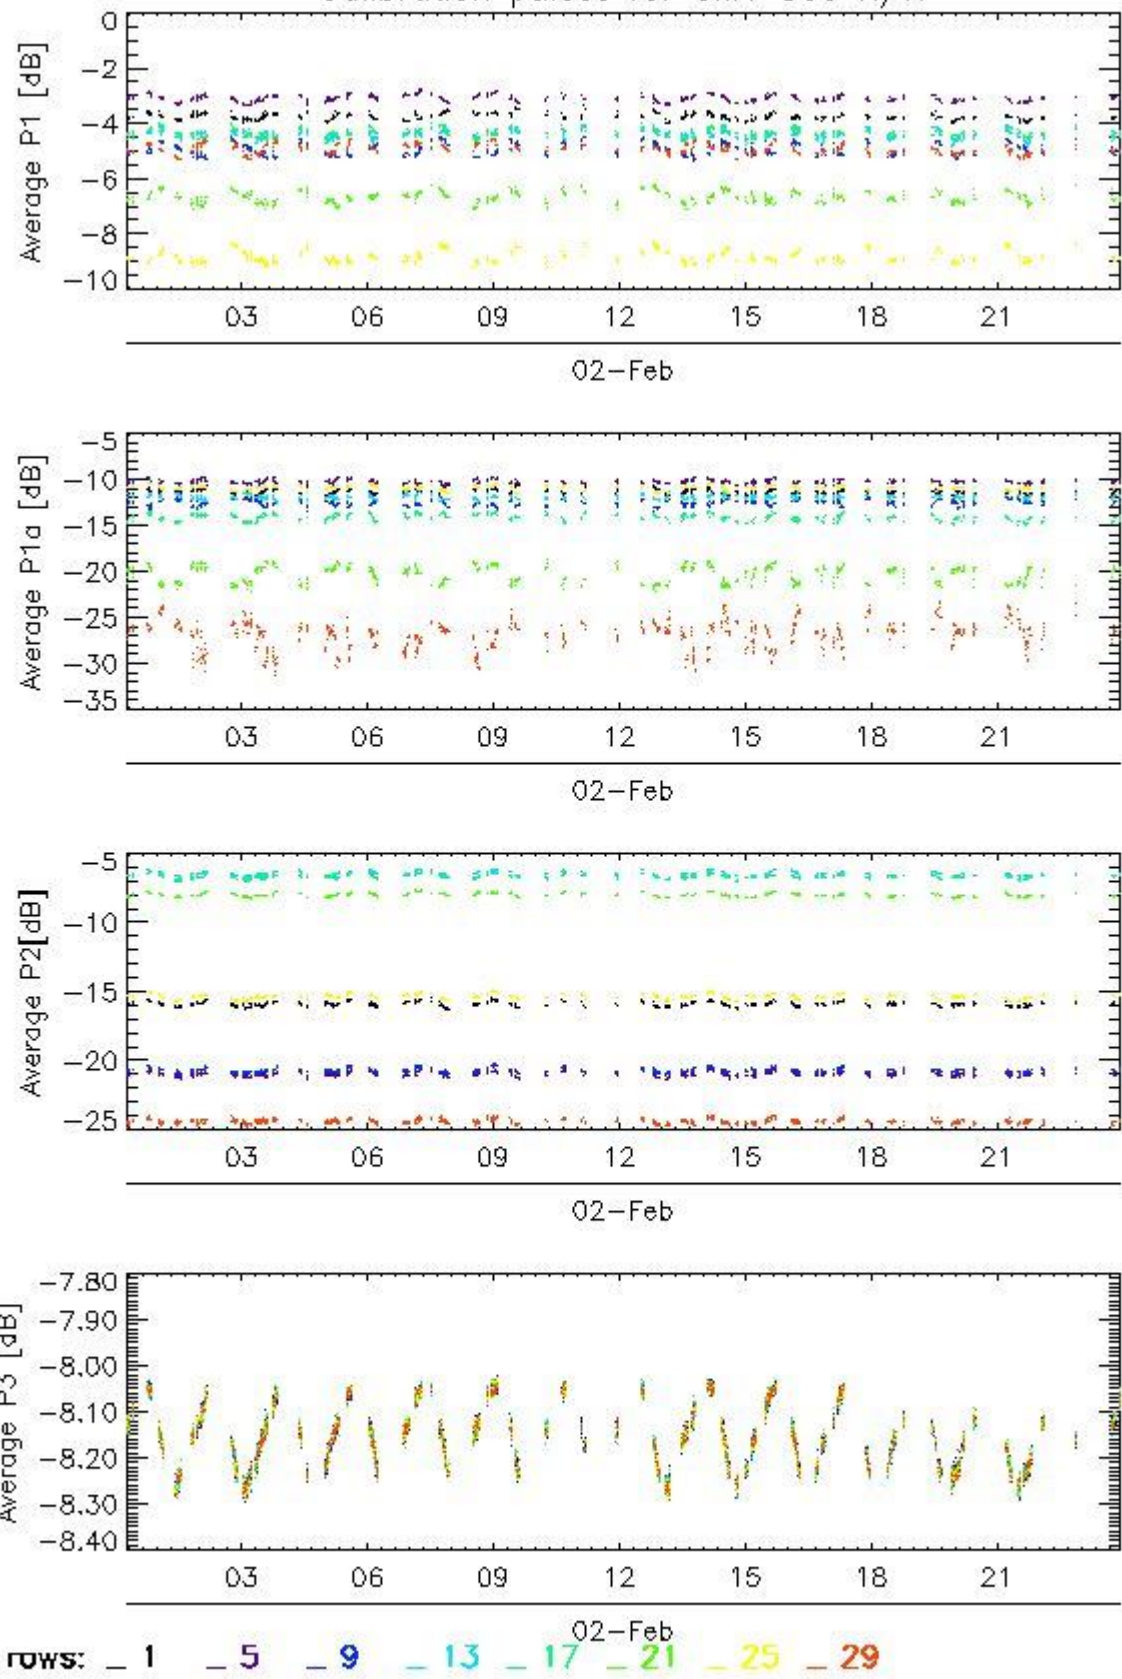 0
−2
−4
−6
−8
−10
Average P1 [dB]
03 06 09 12 15 18 21
02−Feb
−5
−10
−15
−20
−25
−30
−35
Average P1a [dB]
03 06 09 12 15 18 21
02−Feb
−5
−10
−15
−20
−25
Average P2[dB]
03 06 09 12 15 18 21
02−Feb
−7.80
−7.90
−8.00
−8.10
−8.20
−8.30
−8.40
Average P3 [dB]
03 06 09 12 15 18 21
02−Feb
rows: _ 1 _ 5 _ 9 _ 13 _ 17 _ 21 _ 25 _ 29